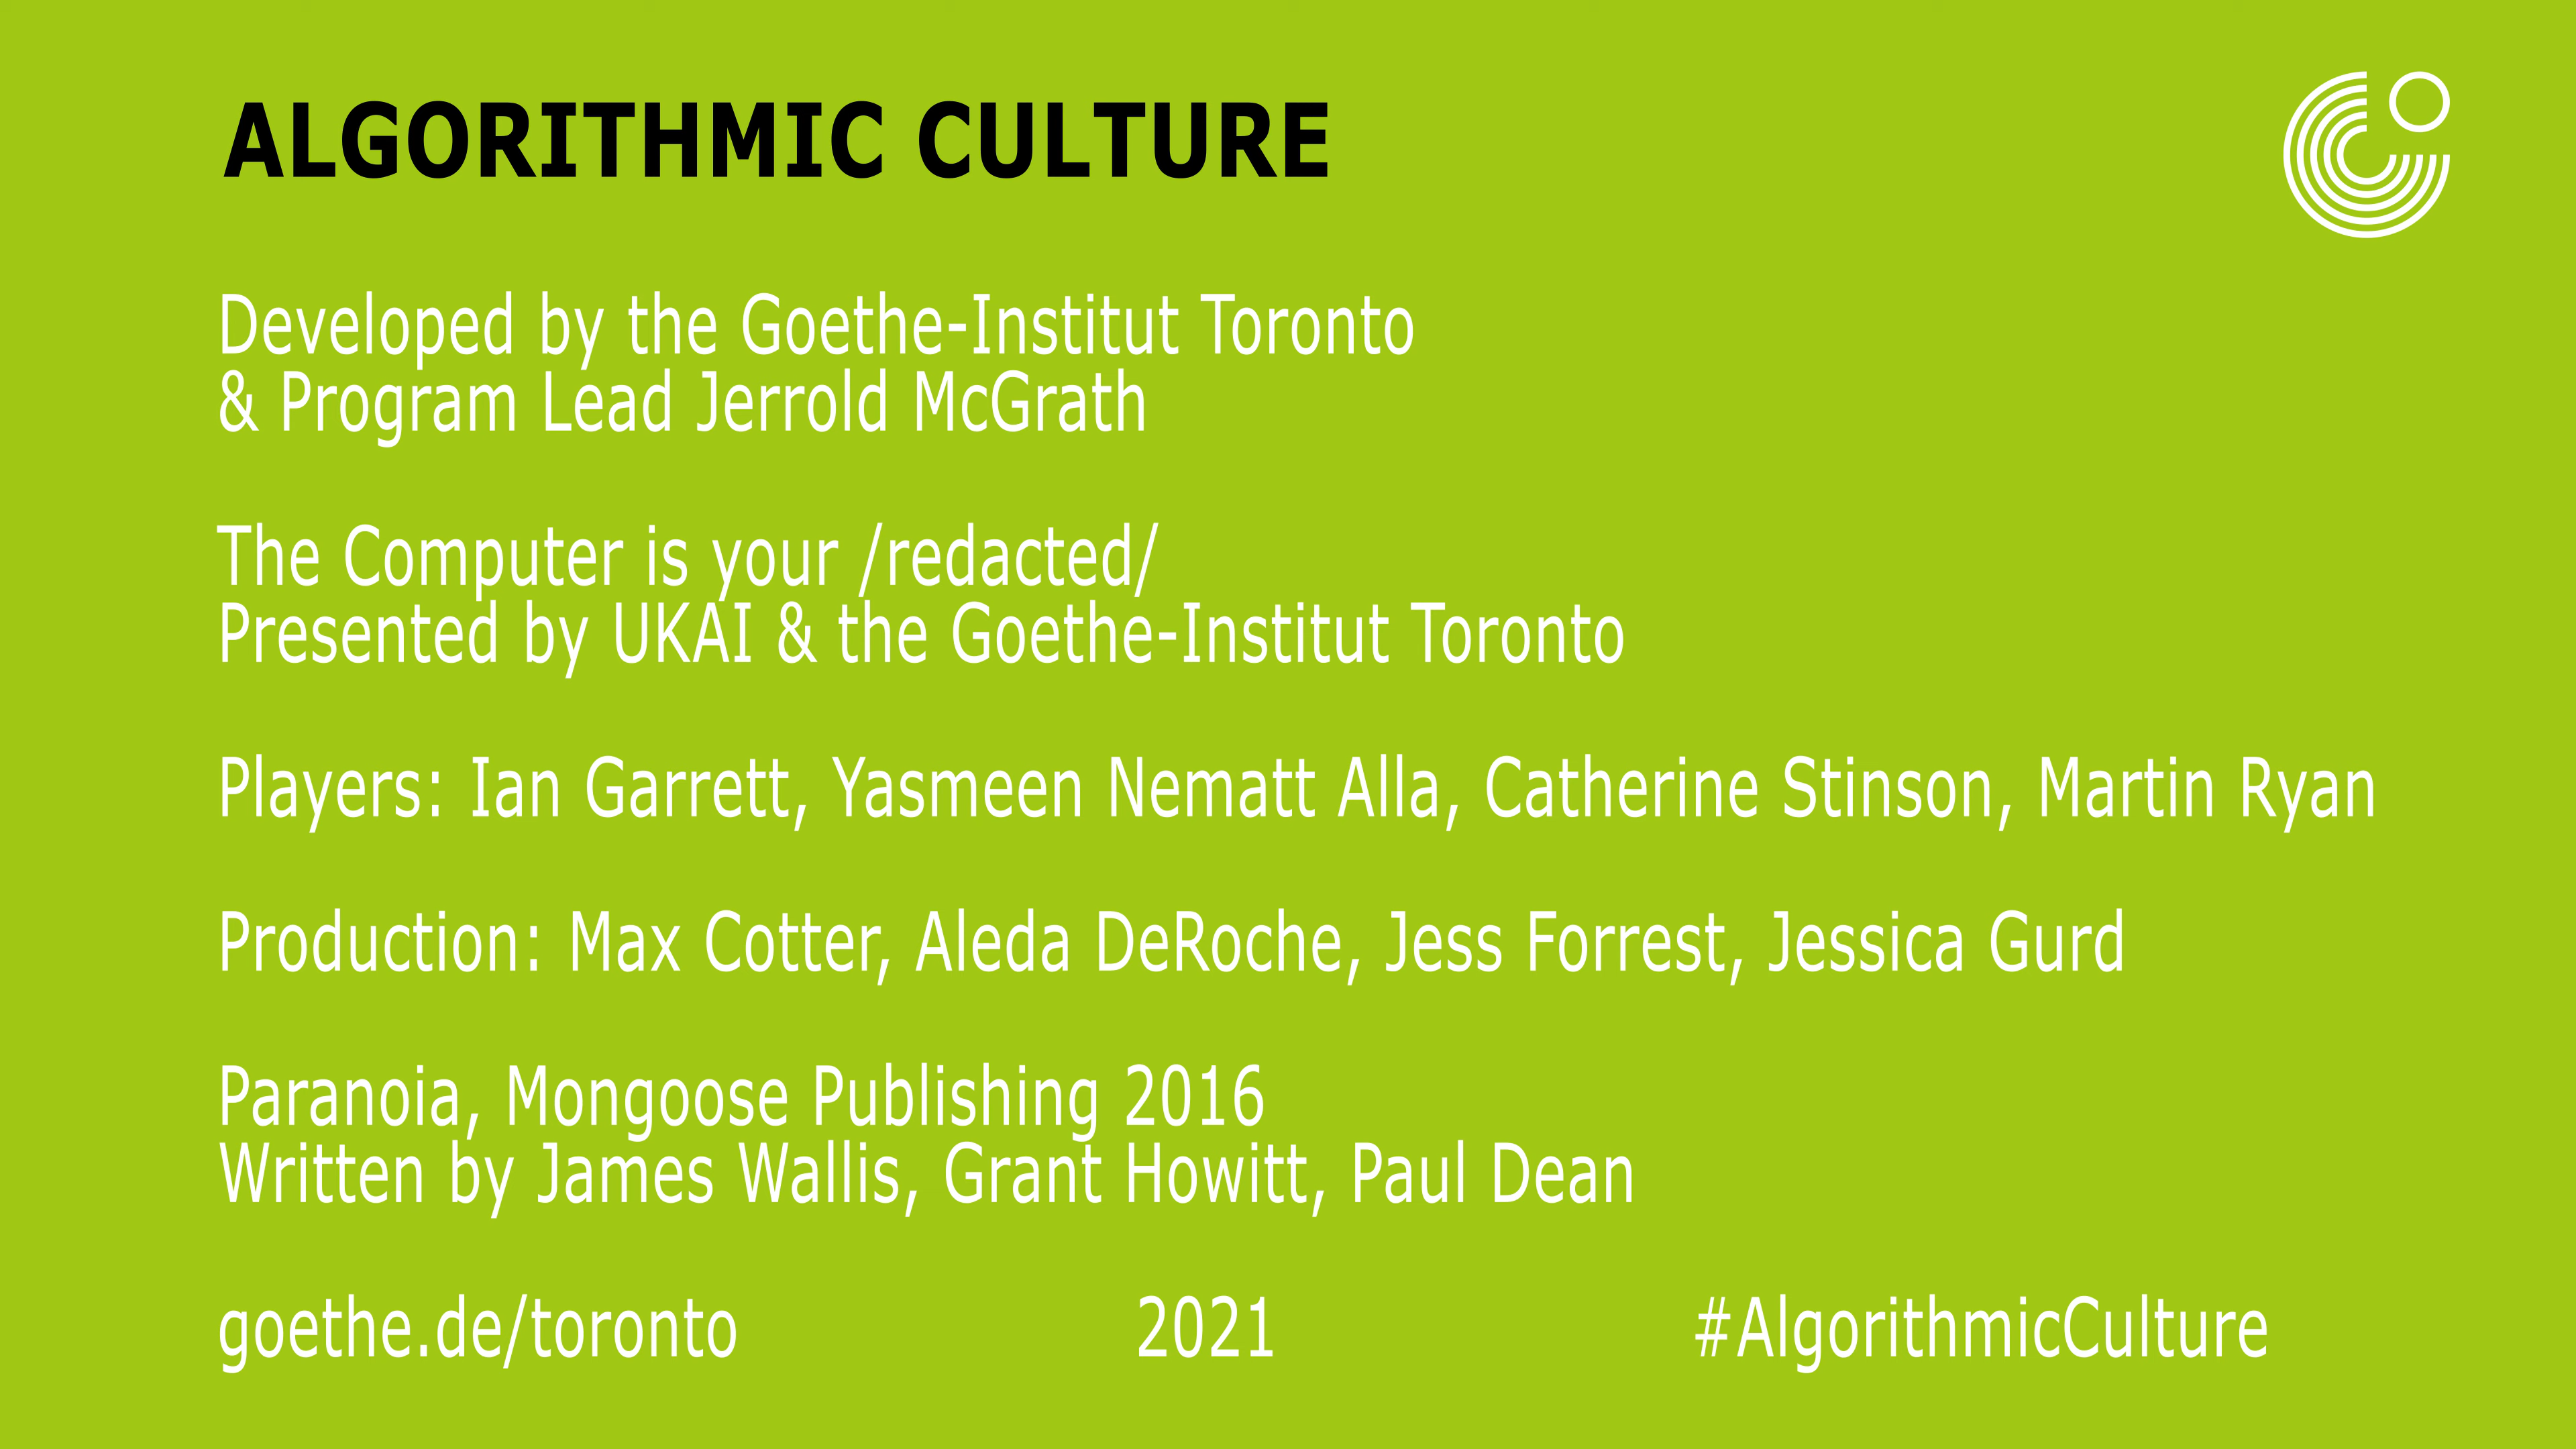 ALGORITHMIC CULTURE
Developed by the Goethe-Institut Toronto
& Program Lead Jerrold McGrath
The Computer is your /redacted/
Presented by UKAI & the Goethe-Institut Toronto
Players: Ian Garrett, Yasmeen Nematt Alla, Catherine Stinson, Martin Ryan
Production: Max Cotter, Aleda DeRoche, Jess Forrest, Jessica Gurd
Paranoia, Mongoose Publishing 2016
Written by James Wallis, Grant Howitt, Paul Dean
goethe.de/toronto 2021 #AlgorithmicCulture